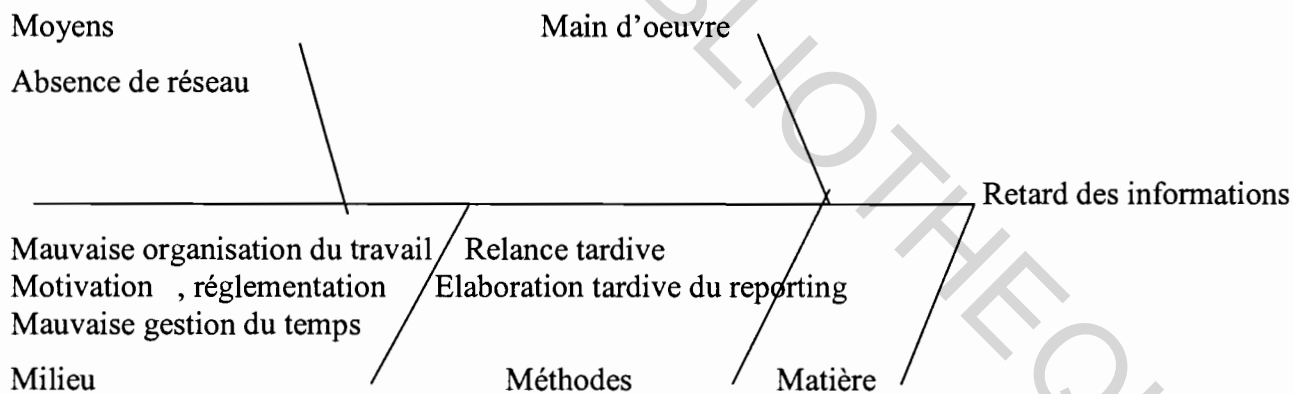 Moyens Main d'oeuvre
Absence de réseau
Retard des informations
Mauvaise organisation du travail Relance tardive
Motivation , réglementation Elaboration tardive du reporting
Mauvaise gestion du temps
Milieu Méthodes Matière
BLIOTHEQ